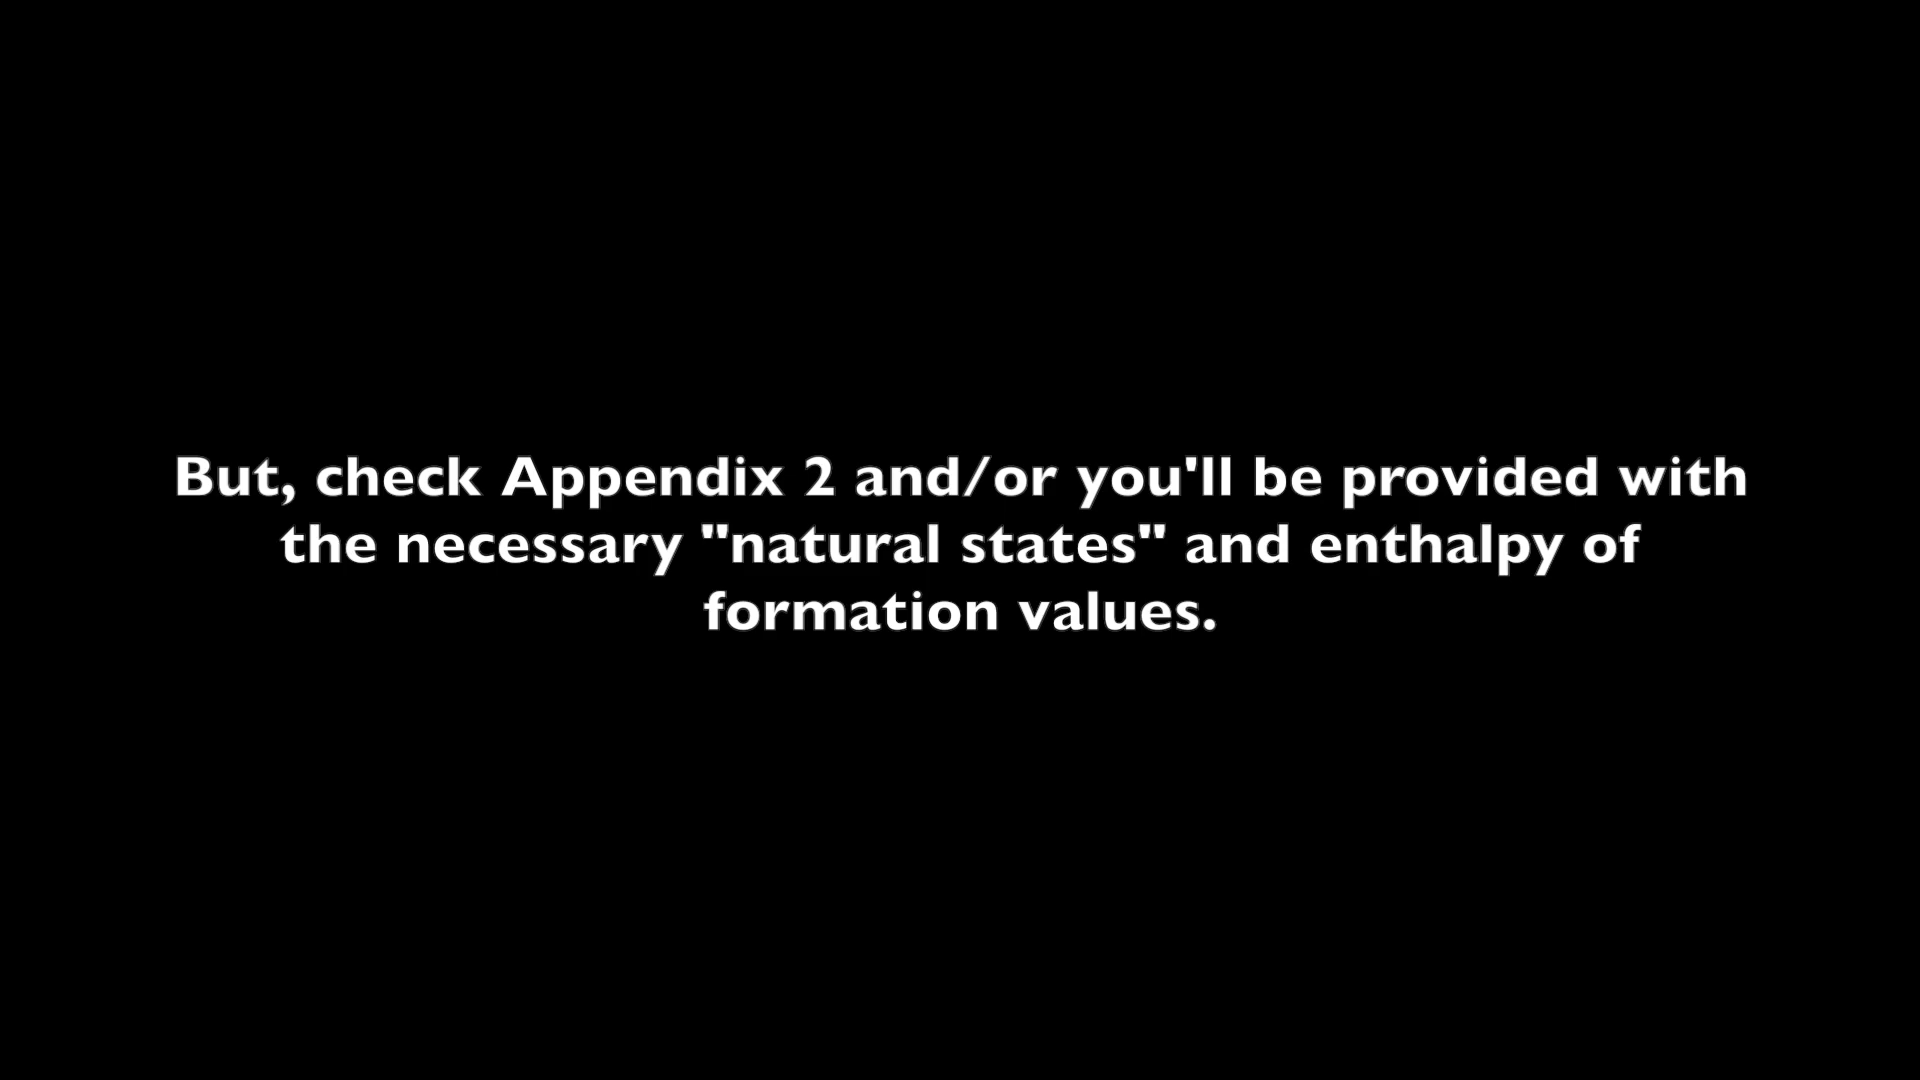 But, check Appendix 2 and/or you'll be provided with
the necessary "natural states" and enthalpy of
formation values.